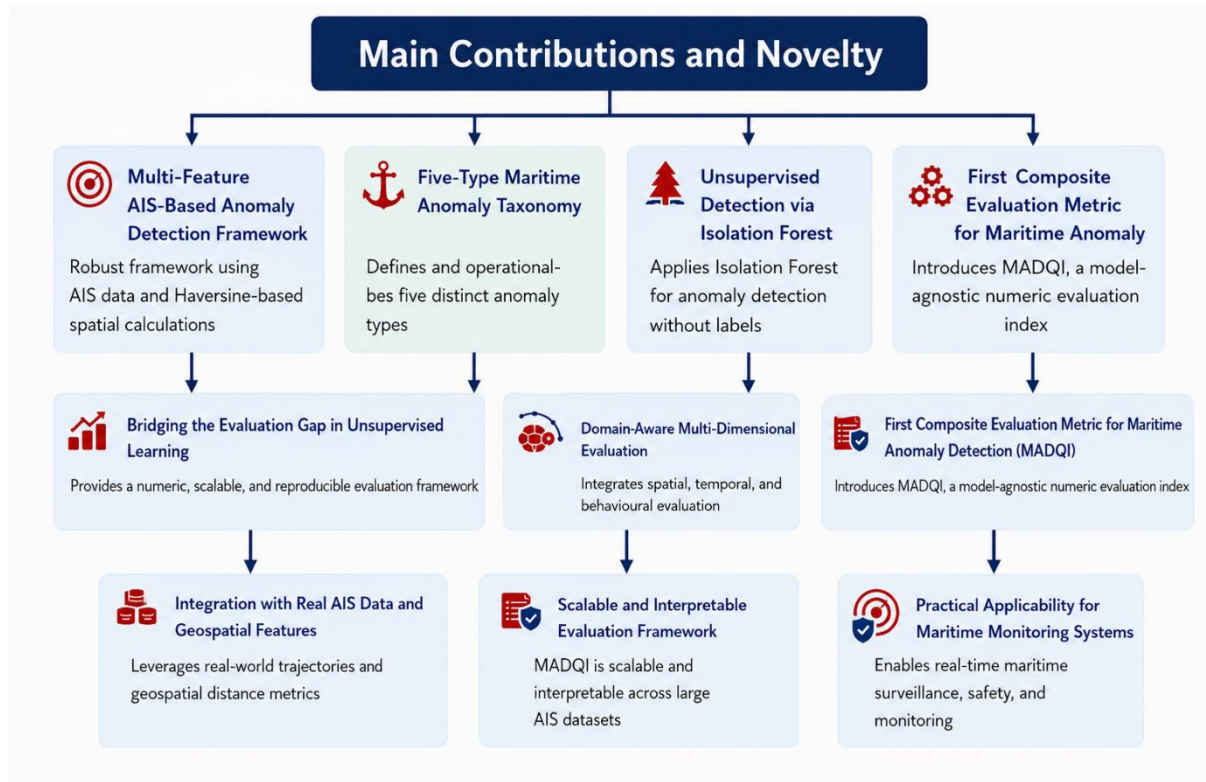 Main Contributions and Novelty
Multi-Feature
AIS-Based Anomaly
Detection Framework
Robust framework using
AIS data and Haversine-based
spatial calculations
Five-Type Maritime
Anomaly Taxonomy
Defines and operational-
bes five distinct anomaly
types
Unsupervised
Detection via
Isolation Forest
Applies Isolation Forest
for anomaly detection
without labels
First Composite
Evaluation Metric
for Maritime Anomaly
Introduces MADQI, a model-
agnostic numeric evaluation
index
Bridging the Evaluation Gap in Unsupervised
Learning
Provides a numeric, scalable, and reproducible evaluation framework
Domain-Aware Multi-Dimensional
Evaluation
Integrates spatial, temporal, and
behavioural evaluation
First Composite Evaluation Metric for Maritime
Anomaly Detection (MADQI)
Introduces MADQI, a model-agnostic numeric evaluation index
Integration with Real AIS Data and
Geospatial Features
Leverages real-world trajectories and
geospatial distance metrics
Scalable and Interpretable
Evaluation Framework
MADQI is scalable and
interpretable across large
AIS datasets
Practical Applicability for
Maritime Monitoring Systems
Enables real-time maritime
surveillance, safety, and
monitoring